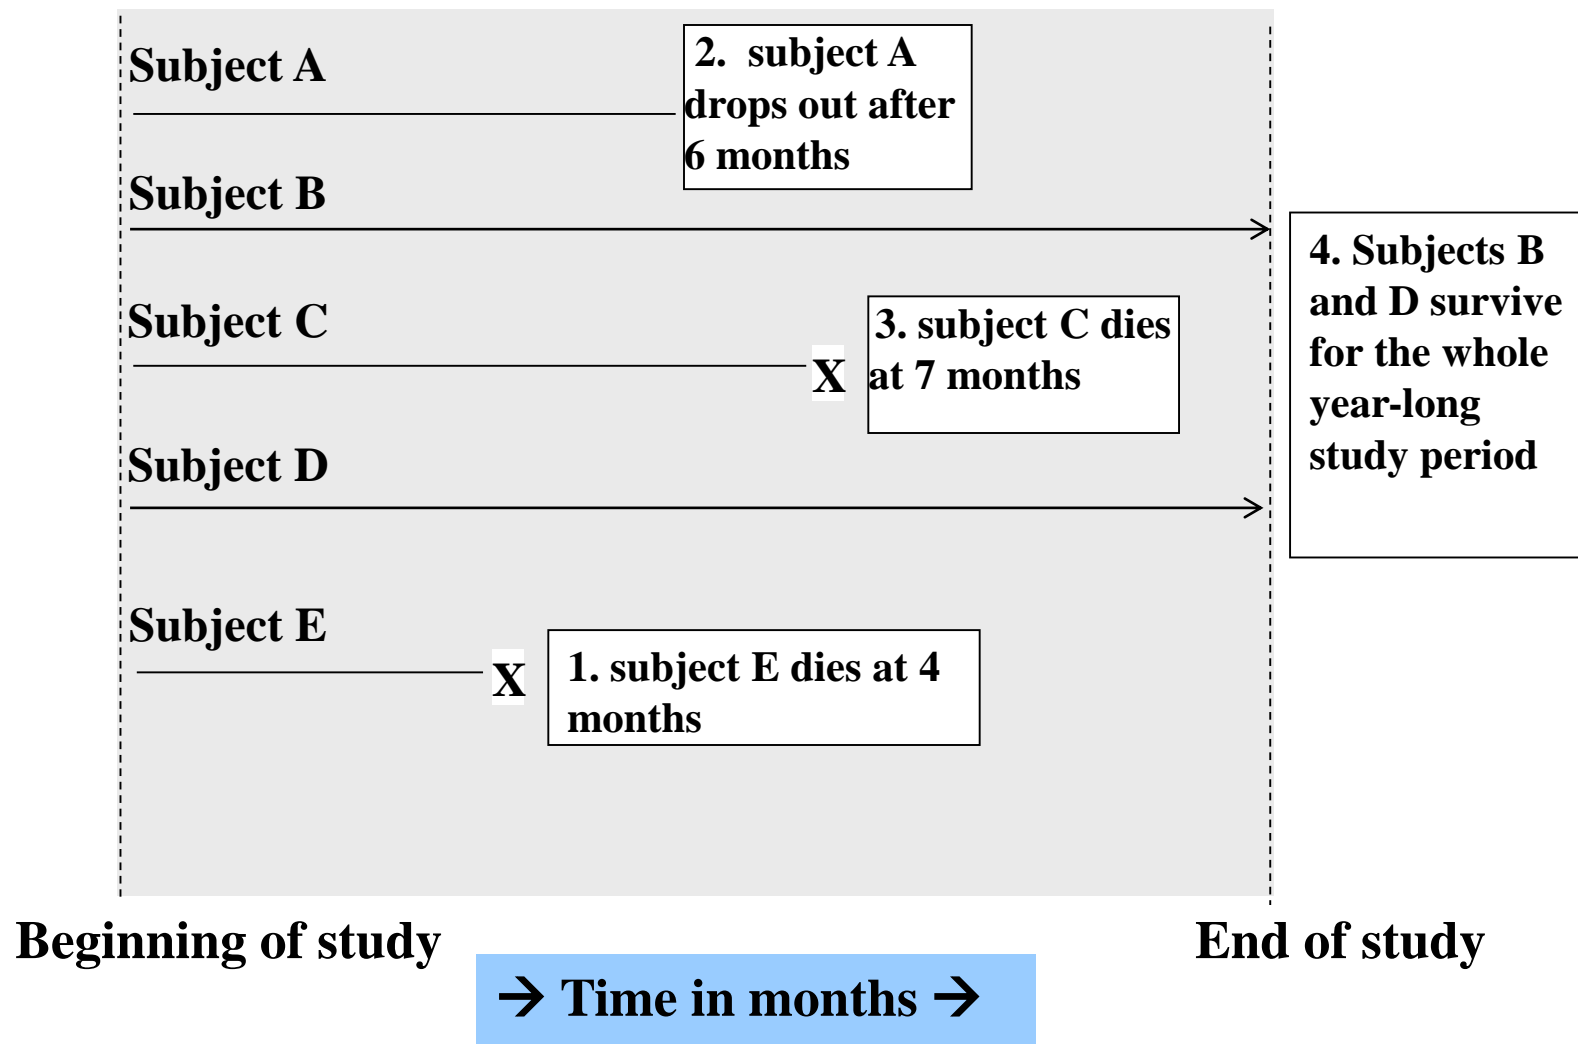 Subject A
2. subject A
drops out after
6 months
Subject B
Subject C
3. subject C dies
at 7 months
X
4. Subjects B
and D survive
for the whole
year-long
study period
Subject D
Subject E
X
1. subject E dies at 4
months
Beginning of study
End of study
→ Time in months →